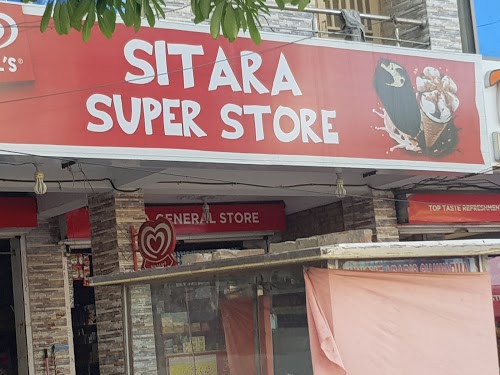 L'S®
SITARA
SUPER STORE
GENERAL STORE
TOP TASTE REFRESHMENT